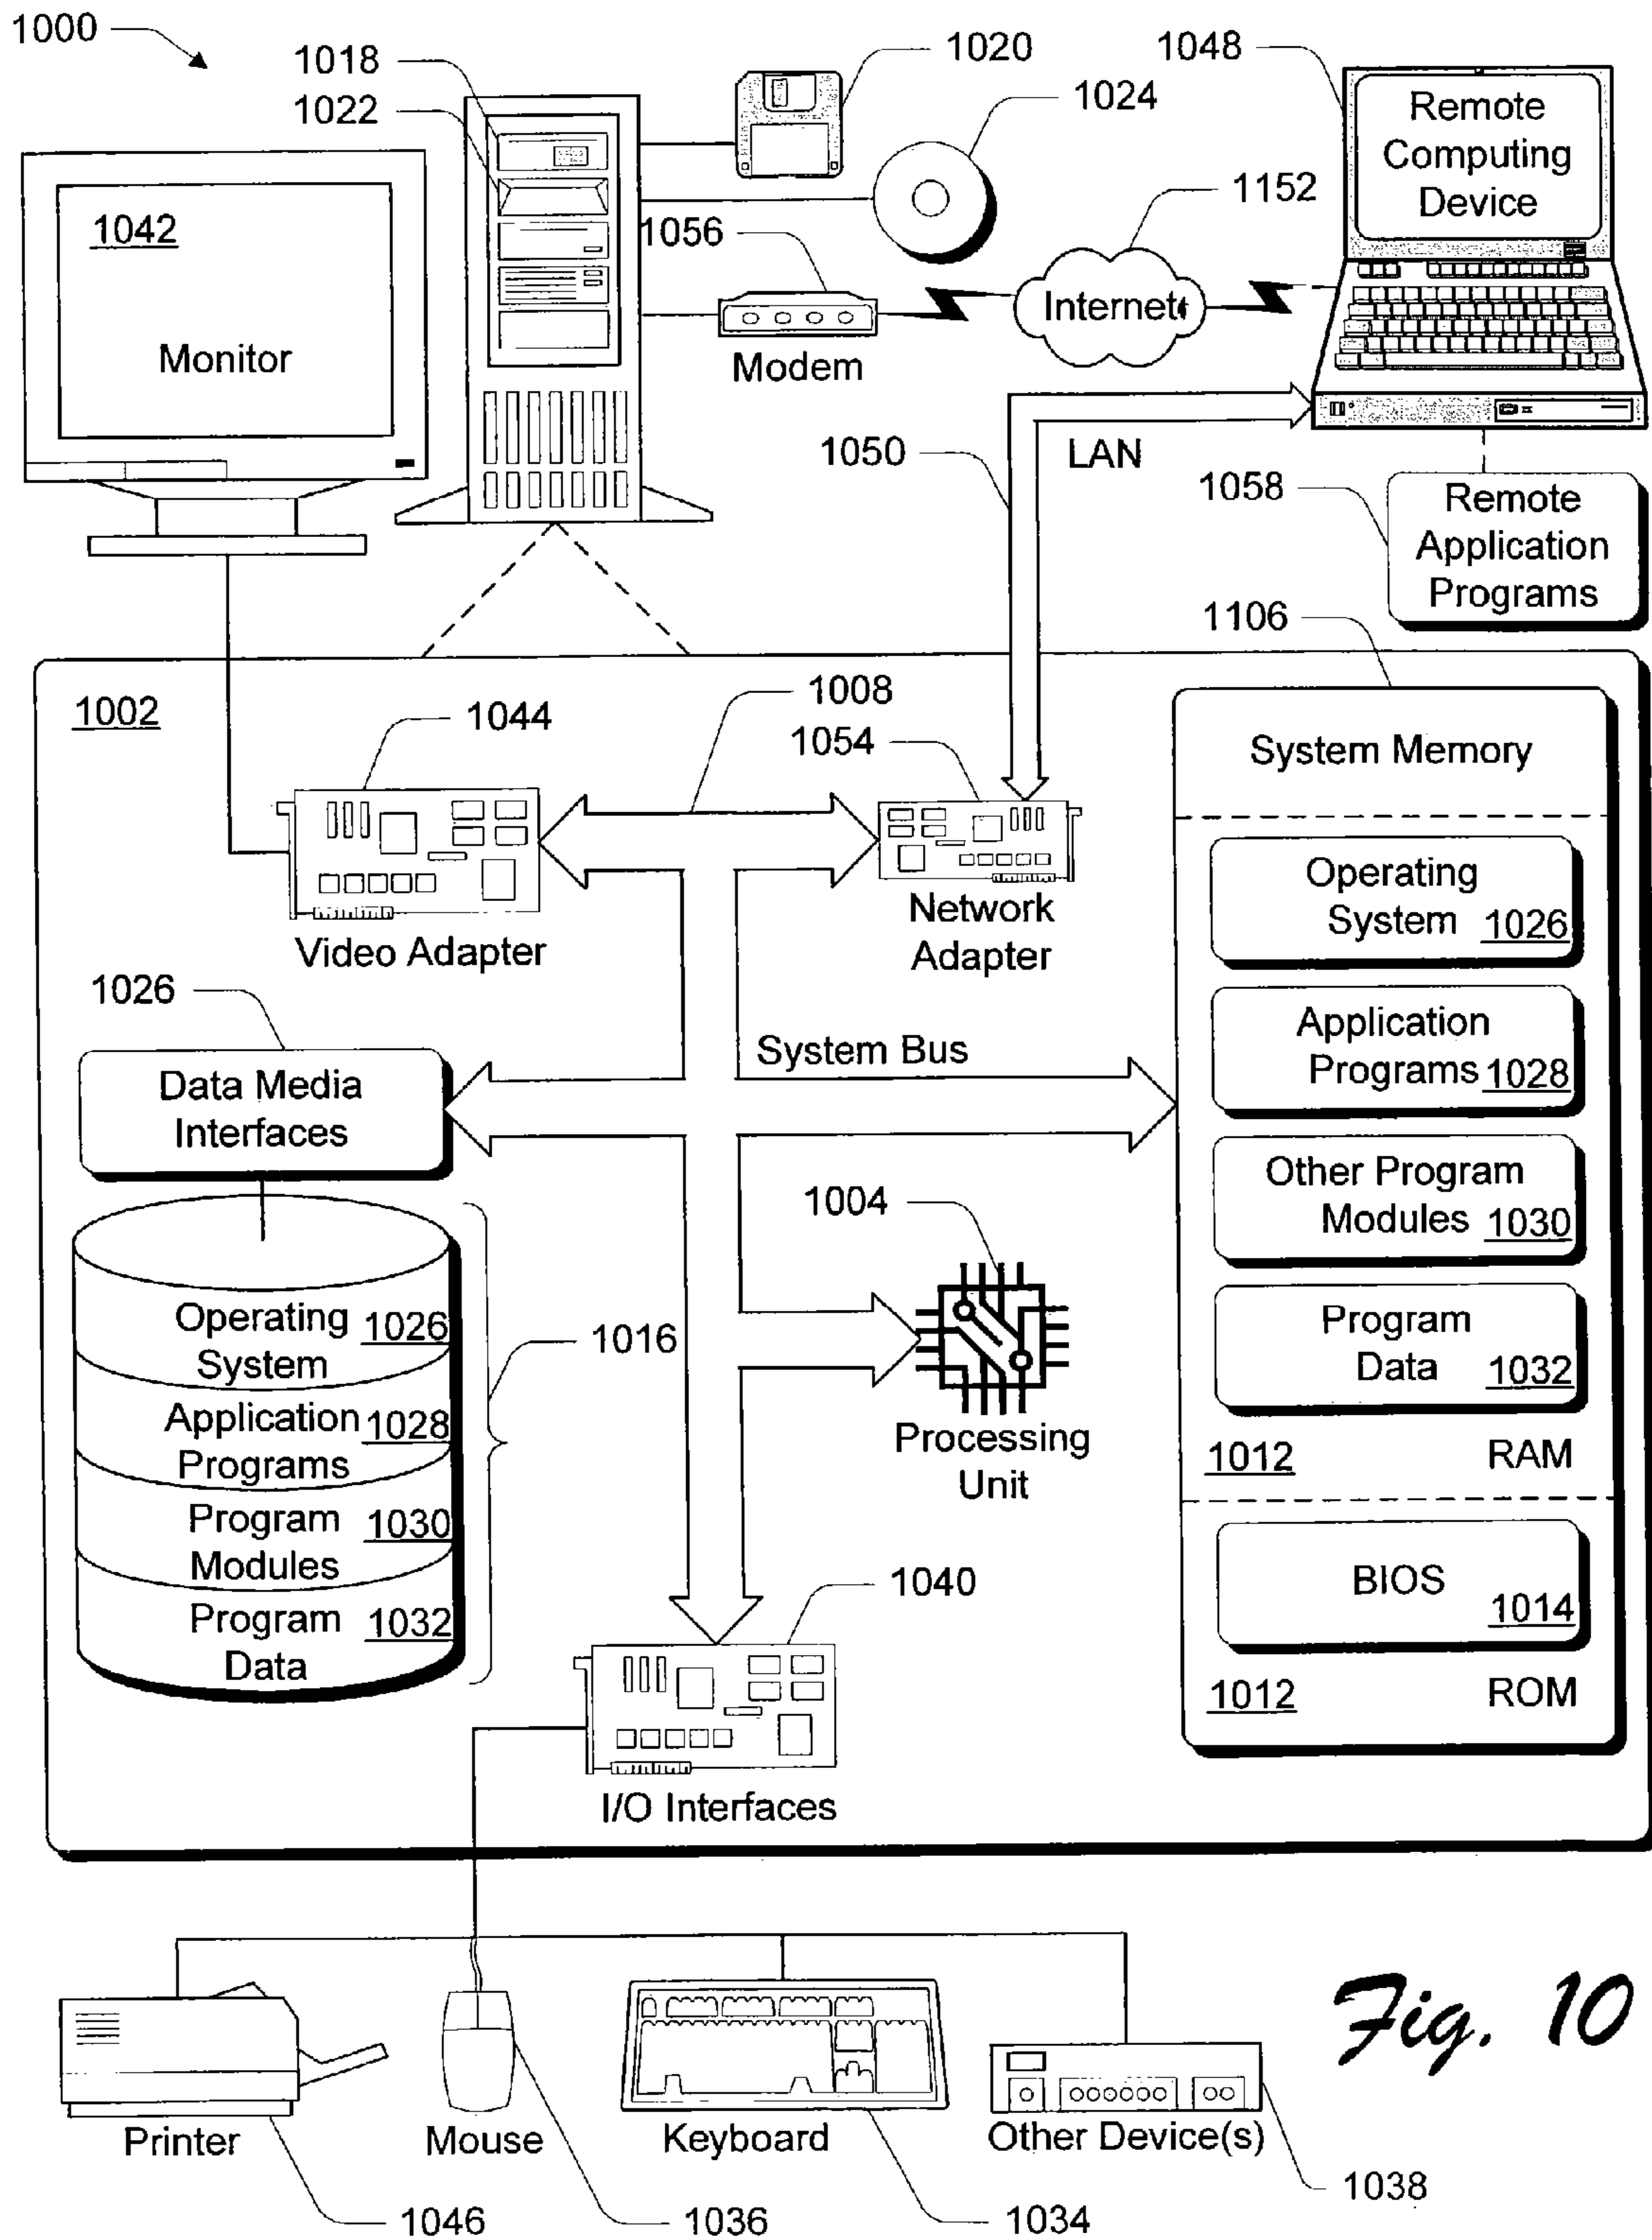 1000
1018
1022
1020
1024
1048
Remote
Computing
Device
1042
Monitor
1056
Modem
1152
Internet
1050
LAN
1058
Remote
Application
Programs
1106
1002
1044
1008
1054
Video Adapter
Network
Adapter
System Memory
Operating
System 1026
Application
Programs 1028
Other Program
Modules 1030
Program
Data 1032
1012 RAM
BIOS
1014
1012 ROM
1026
Data Media
Interfaces
System Bus
Operating 1026
System
Application 1028
Programs
Program 1030
Modules
Program 1032
Data
1016
1004
Processing
Unit
1040
I/O Interfaces
Printer
Mouse
Keyboard
Other Device(s)
1046
1036
1034
1038
Fig. 10